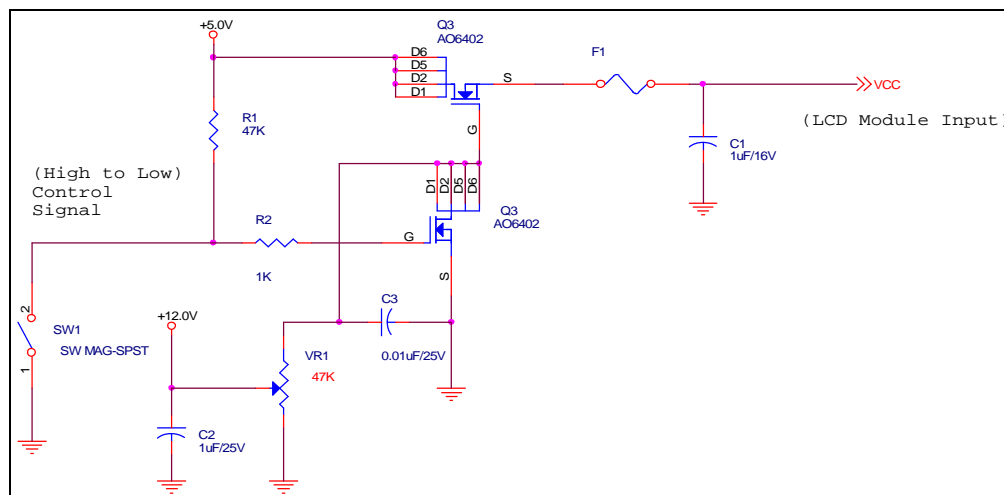 +5.0V
Q3
AO6402
D6
D5
D2
D1
S
G
F1
VCC
(LCD Module Input)
C1
1uF/16V
R1
47K
(High to Low)
Control
Signal
D1
D2
D5
D6
Q3
AO6402
R2
G
1K
S
C3
0.01uF/25V
+12.0V
2
SW1
SW MAG-SPST
1
VR1
47K
C2
1uF/25V